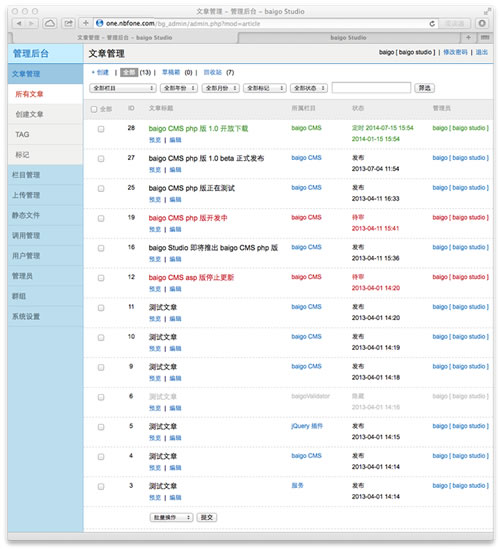 文章管理 – 管理后台 – baigo Studio
one.nbfone.com/bg_admin/admin.php?mod=article
阅读器
文章管理 – 管理后台 – baigo Studio
baigo Studio
管理后台
文章管理
baigo [ baigo studio ] | 修改密码 | 退出
文章管理
所有文章
创建文章
TAG
标记
栏目管理
上传管理
静态文件
调用管理
用户管理
管理员
群组
系统设置
+ 创建 | 全部 (13) | 草稿箱 (0) | 回收站 (7)
全部栏目 全部年份 全部月份 全部标记 全部状态 筛选
全部 ID 文章标题 所属栏目 状态 管理员
28 baigo CMS php 版 1.0 开放下载 baigo CMS 定时 2014-07-15 15:54 baigo [ baigo studio ]
预览 | 编辑 2014-01-15 15:54
27 baigo CMS php 版 1.0 beta 正式发布 baigo CMS 发布 baigo [ baigo studio ]
预览 | 编辑 2013-07-04 11:54
25 baigo CMS php 版正在测试 baigo CMS 发布 baigo [ baigo studio ]
预览 | 编辑 2013-04-11 16:33
19 baigo CMS php 版开发中 baigo CMS 待审 baigo [ baigo studio ]
预览 | 编辑 2013-04-11 15:41
16 baigo Studio 即将推出 baigo CMS php 版 baigo CMS 发布 baigo [ baigo studio ]
预览 | 编辑 2013-04-11 15:36
12 baigo CMS asp 版停止更新 baigo CMS 待审 baigo [ baigo studio ]
预览 | 编辑 2013-04-01 14:20
11 测试文章 baigo CMS 发布 baigo [ baigo studio ]
预览 | 编辑 2013-04-01 14:20
10 测试文章 baigo CMS 发布 baigo [ baigo studio ]
预览 | 编辑 2013-04-01 14:19
9 测试文章 baigo CMS 发布 baigo [ baigo studio ]
预览 | 编辑 2013-04-01 14:18
6 测试文章 baigoValidator 隐藏 baigo [ baigo studio ]
预览 | 编辑 2013-04-01 14:16
5 测试文章 jQuery 插件 发布 baigo [ baigo studio ]
预览 | 编辑 2013-04-01 14:15
4 测试文章 baigo CMS 发布 baigo [ baigo studio ]
预览 | 编辑 2013-04-01 14:14
3 测试文章 服务 发布 baigo [ baigo studio ]
预览 | 编辑 2013-04-01 14:14
批量操作 提交